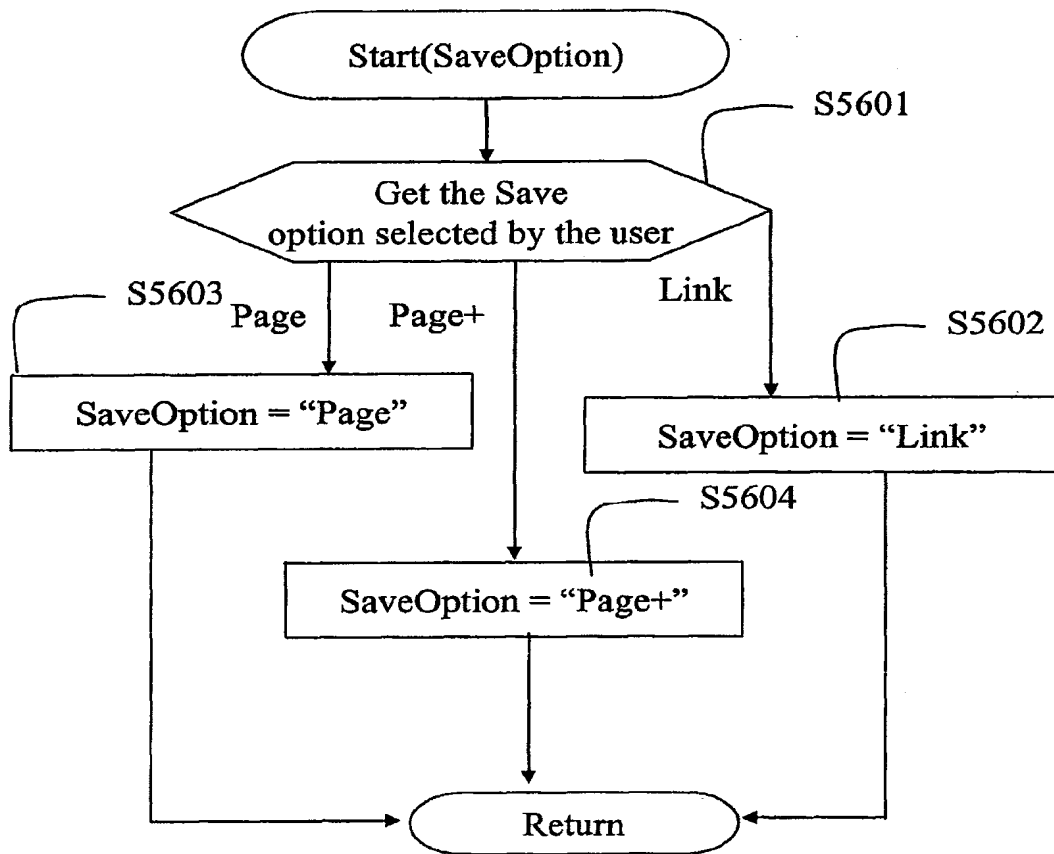 Start(SaveOption)
S5601
Get the Save
option selected by the user
S5603
Page
Page+
Link
S5602
SaveOption = “Page”
SaveOption = “Link”
S5604
SaveOption = “Page+”
Return